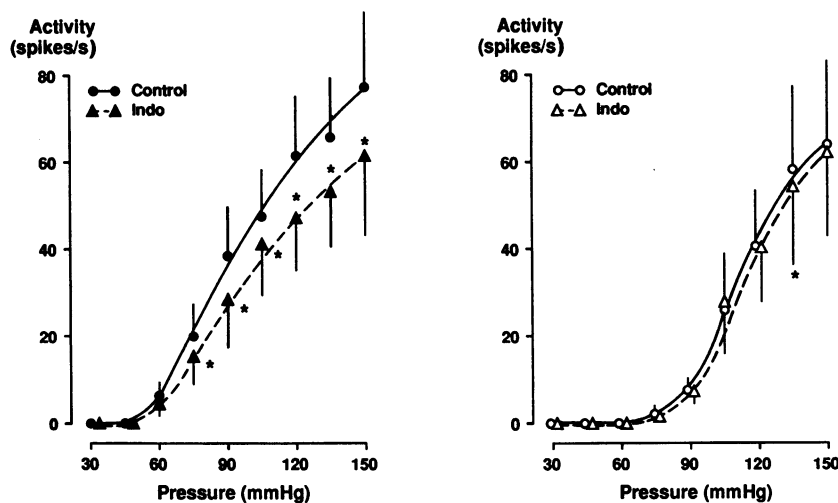 Activity
(spikes/s)
80
60
40
20
0
Control
Indo
*
*
*
*
*
*
30 60 90 120 150
Pressure (mmHg)
Activity
(spikes/s)
80
60
40
20
0
Control
Indo
*
30 60 90 120 150
Pressure (mmHg)